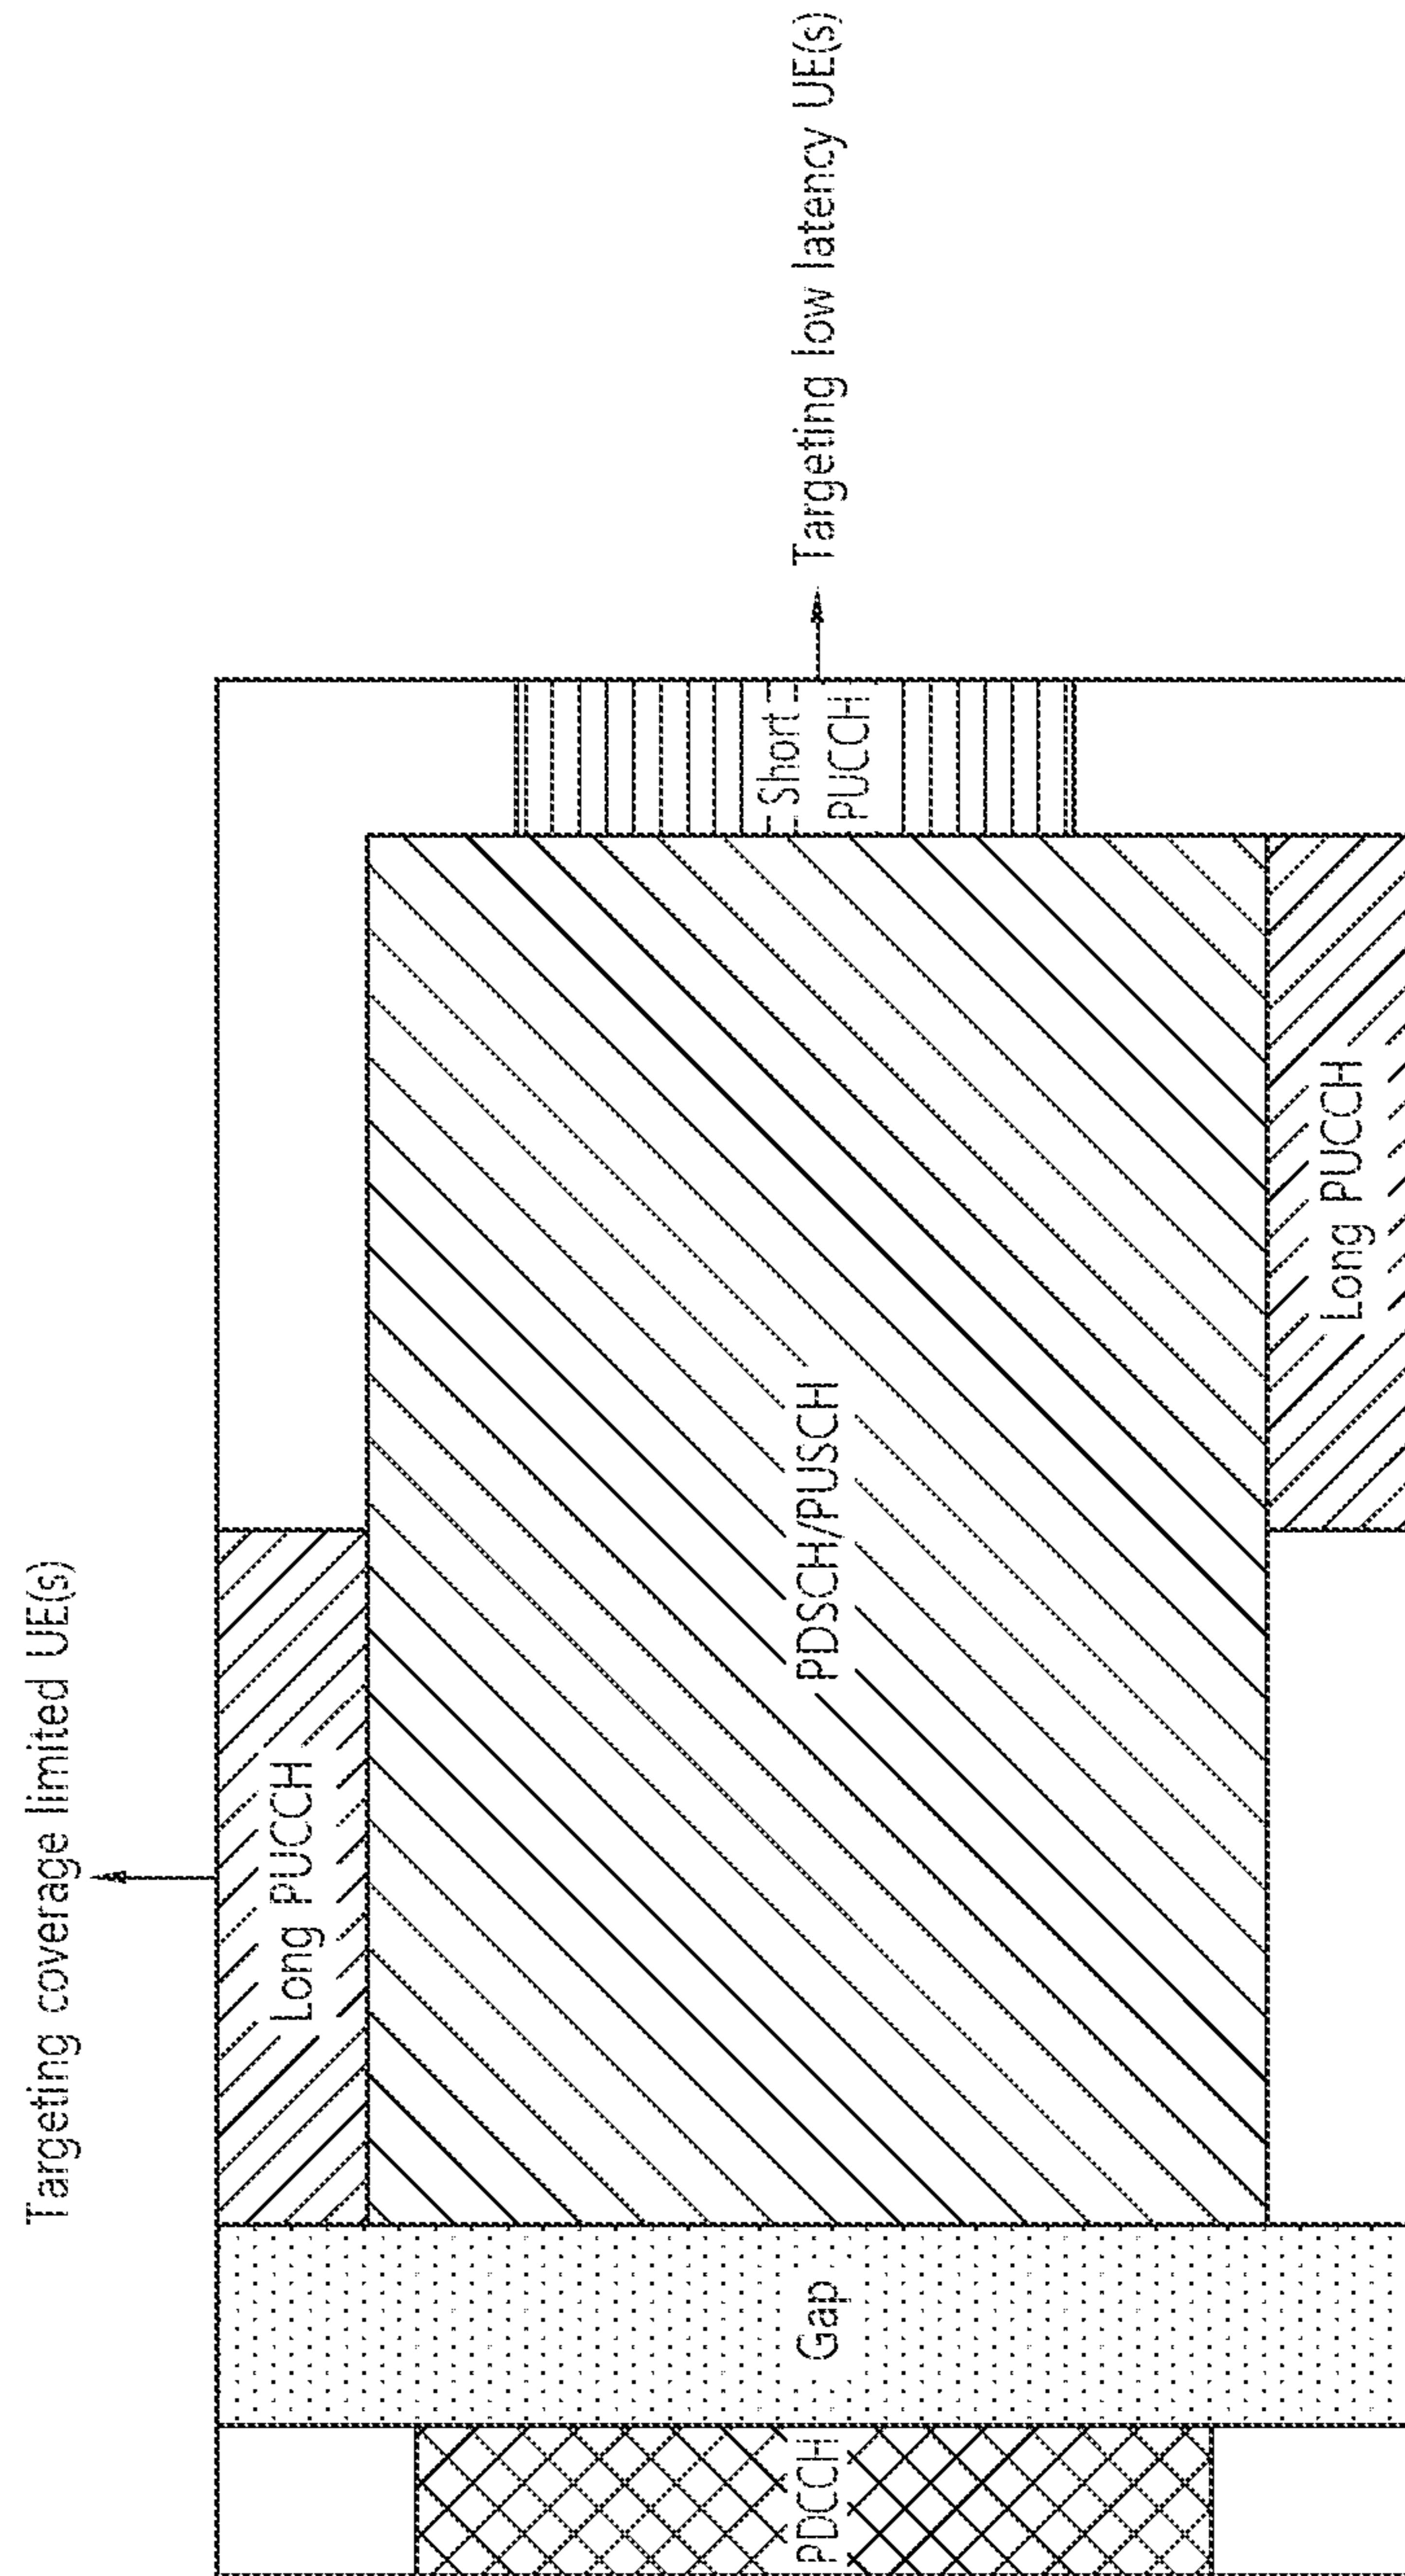 Targeting coverage limited UE(s)
Long PUCCH
PDCCH
Gap
PDSCH/PUSCH
Short
PUCCH
Targeting low latency UE(s)
Long PUCCH